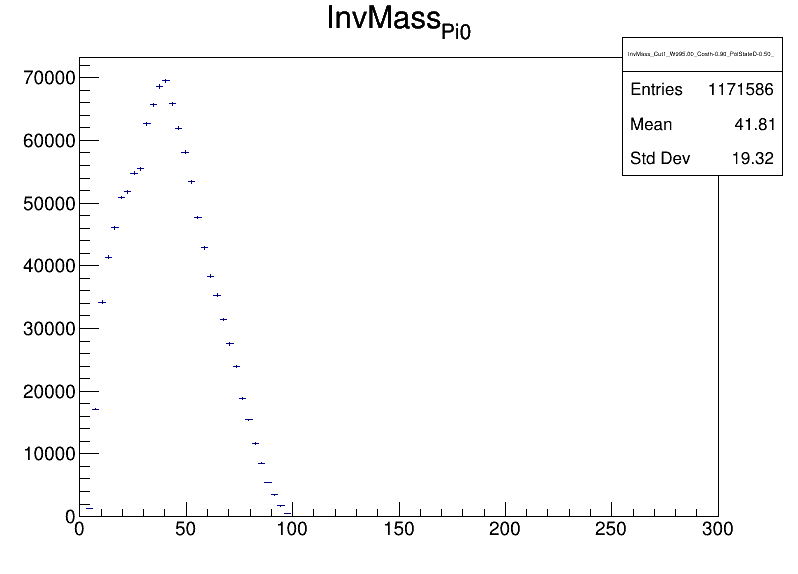 InvMass_Pi0
InvMass_Cut1_W995.00_Costh-0.90_PolStateD-0.50_
Entries 1171586
Mean 41.81
Std Dev 19.32
70000
60000
50000
40000
30000
20000
10000
0
0 50 100 150 200 250 300